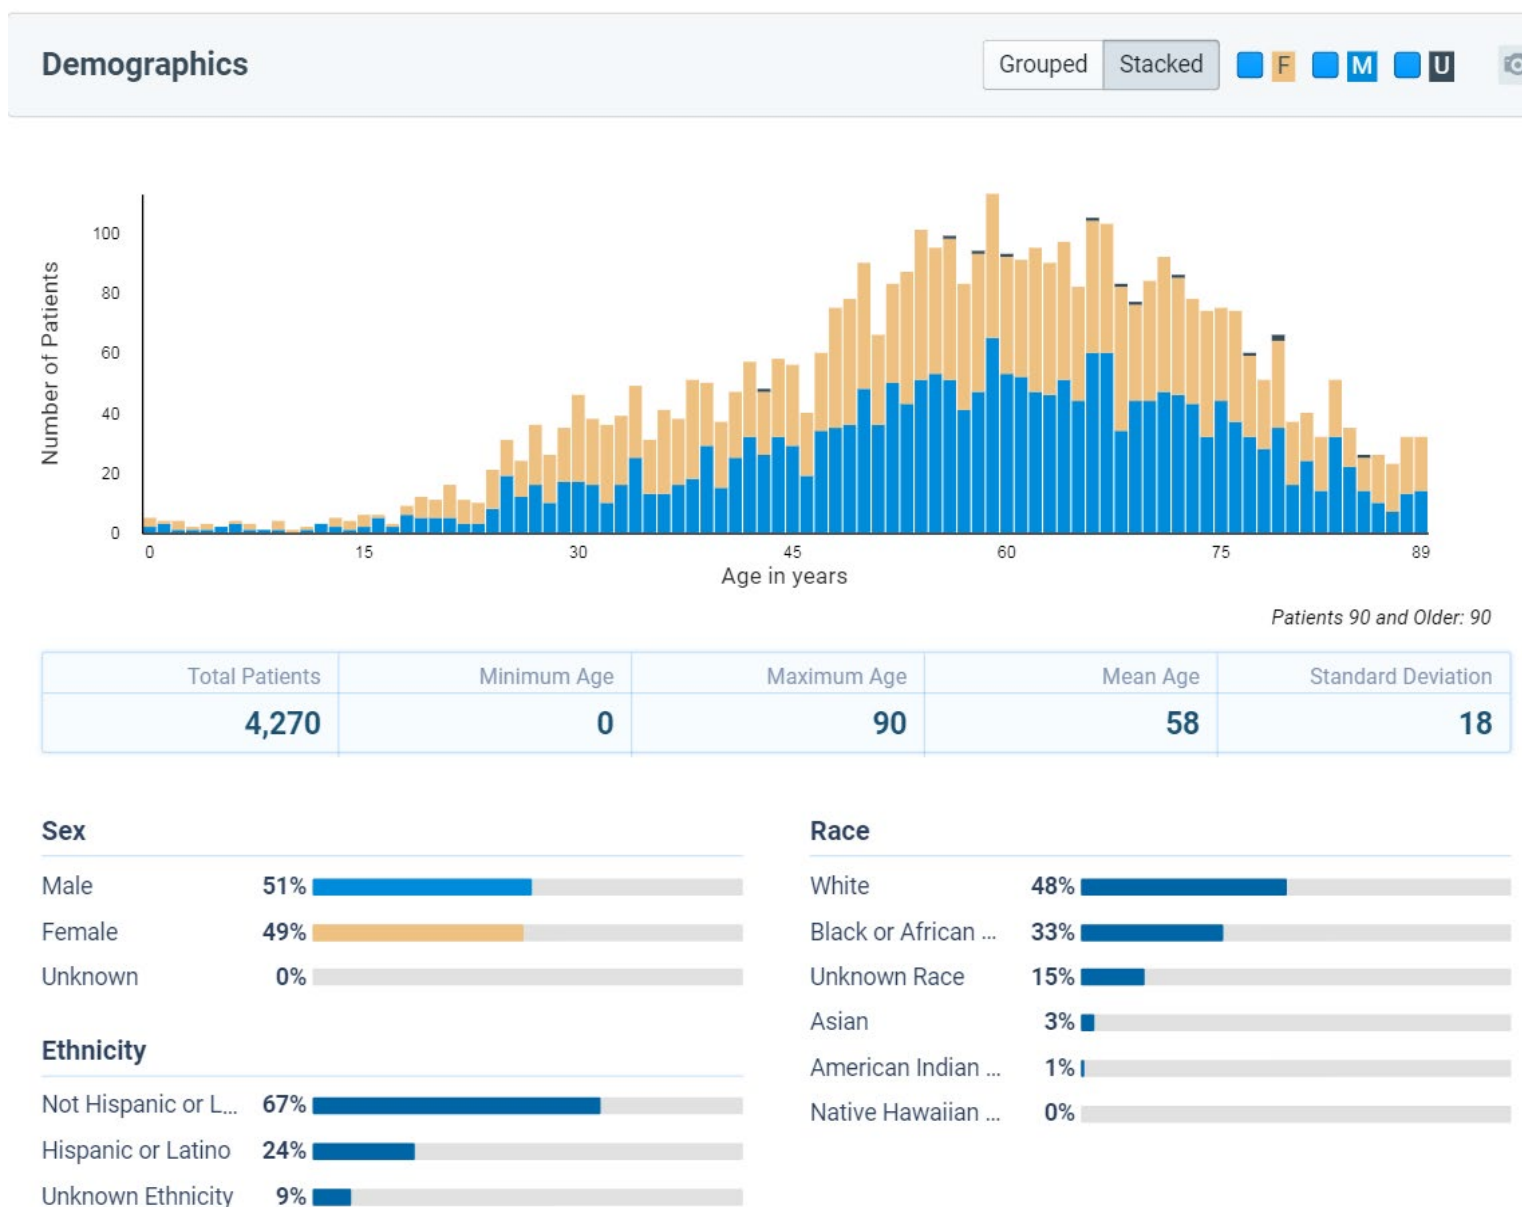 Demographics
Grouped Stacked F M U
Number of Patients
100
80
60
40
20
0
0 15 30 45 60 75 89
Age in years
Patients 90 and Older: 90
Total Patients Minimum Age Maximum Age Mean Age Standard Deviation
4,270 0 90 58 18
Sex
Male 51%
Female 49%
Unknown 0%
Ethnicity
Not Hispanic or L... 67%
Hispanic or Latino 24%
Unknown Ethnicity 9%
Race
White 48%
Black or African ... 33%
Unknown Race 15%
Asian 3%
American Indian ... 1%
Native Hawaiian ... 0%